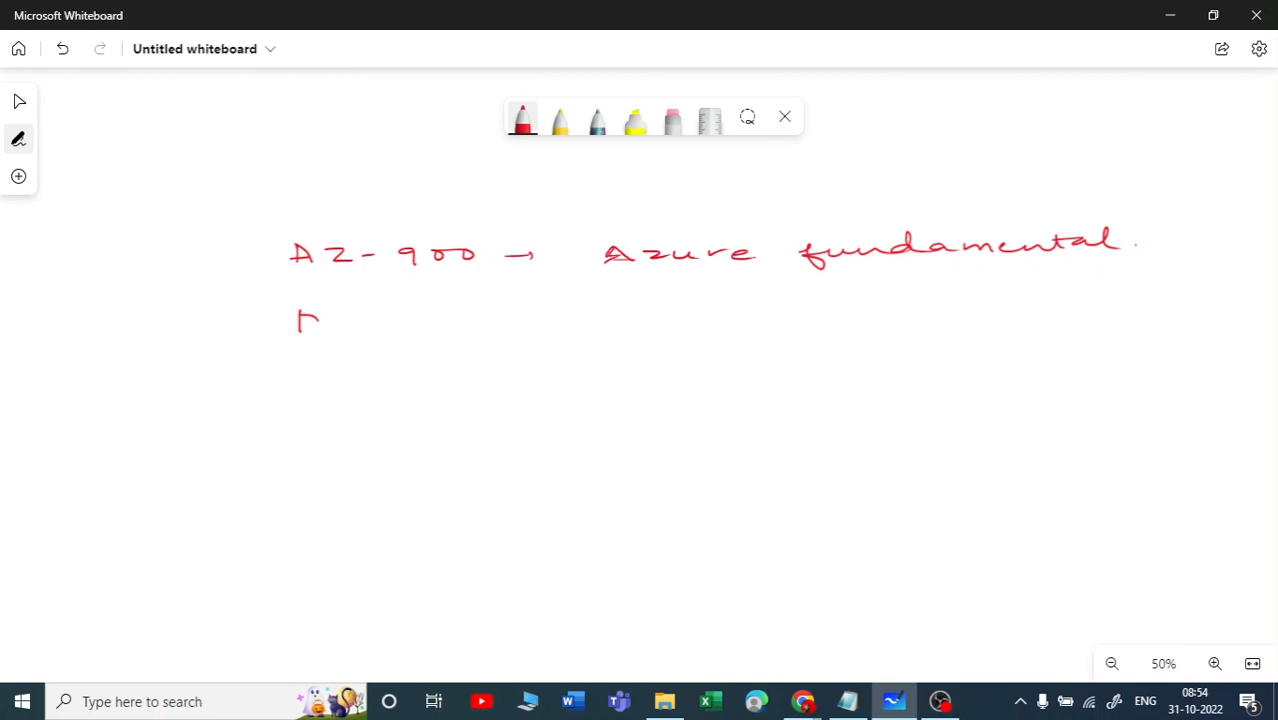 Microsoft Whiteboard
Untitled whiteboard
AZ-900 → Azure fundamental.
50%
Type here to search
ENG
08:54
31-10-2022
5